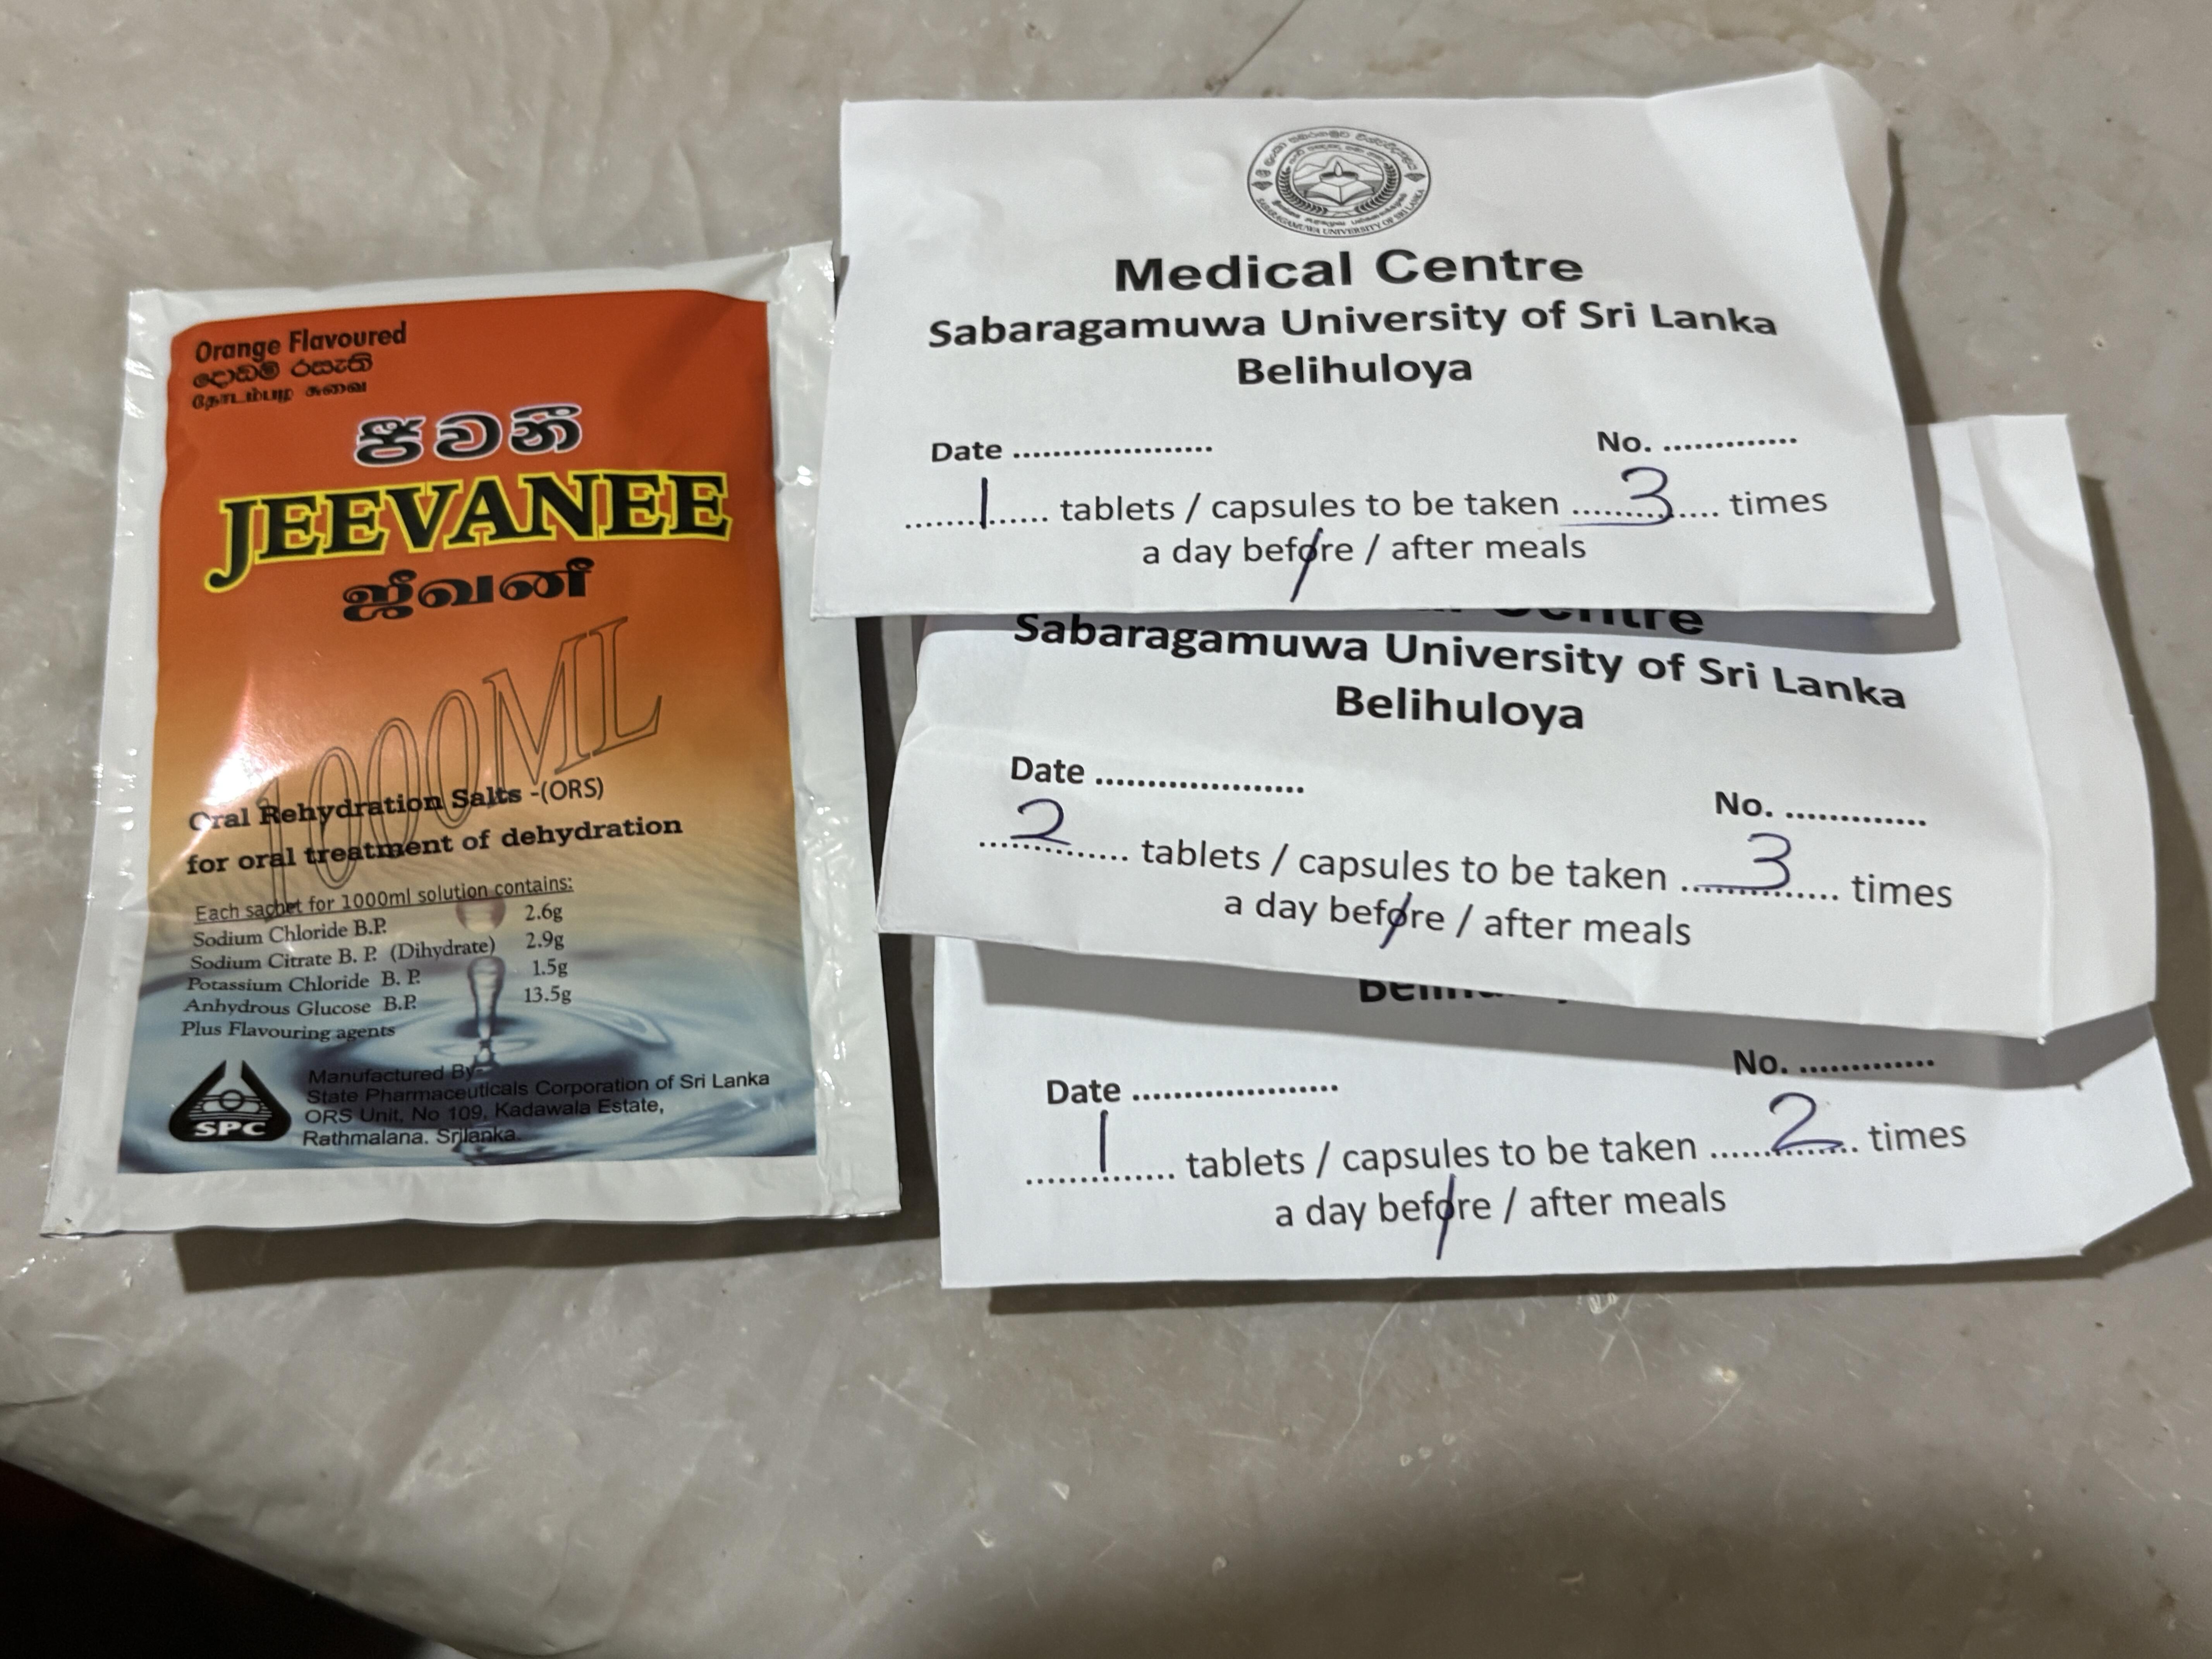 Orange Flavoured
දොඩම් රසැති
தோடம்பழ சுவை
ජීවනී
JEEVANEE
ஜீவனீ
1000ML
Oral Rehydration Salts -(ORS)
for oral treatment of dehydration
Each sachet for 1000ml solution contains:
Sodium Chloride B.P. 2.6g
Sodium Citrate B. P. (Dihydrate) 2.9g
Potassium Chloride B. P. 1.5g
Anhydrous Glucose B.P. 13.5g
Plus Flavouring agents
SPC
Manufactured By:-
State Pharmaceuticals Corporation of Sri Lanka
ORS Unit, No 109, Kadawala Estate,
Rathmalana. Srilanka.
SABARAGAMUWA UNIVERSITY OF SRI LANKA
Medical Centre
Sabaragamuwa University of Sri Lanka
Belihuloya
Date .................... No. .............
1 tablets / capsules to be taken 3 times
a day before / after meals
Centre
Sabaragamuwa University of Sri Lanka
Belihuloya
Date .................... No. .............
2 tablets / capsules to be taken 3 times
a day before / after meals
Date .................... No. .............
1 tablets / capsules to be taken 2 times
a day before / after meals